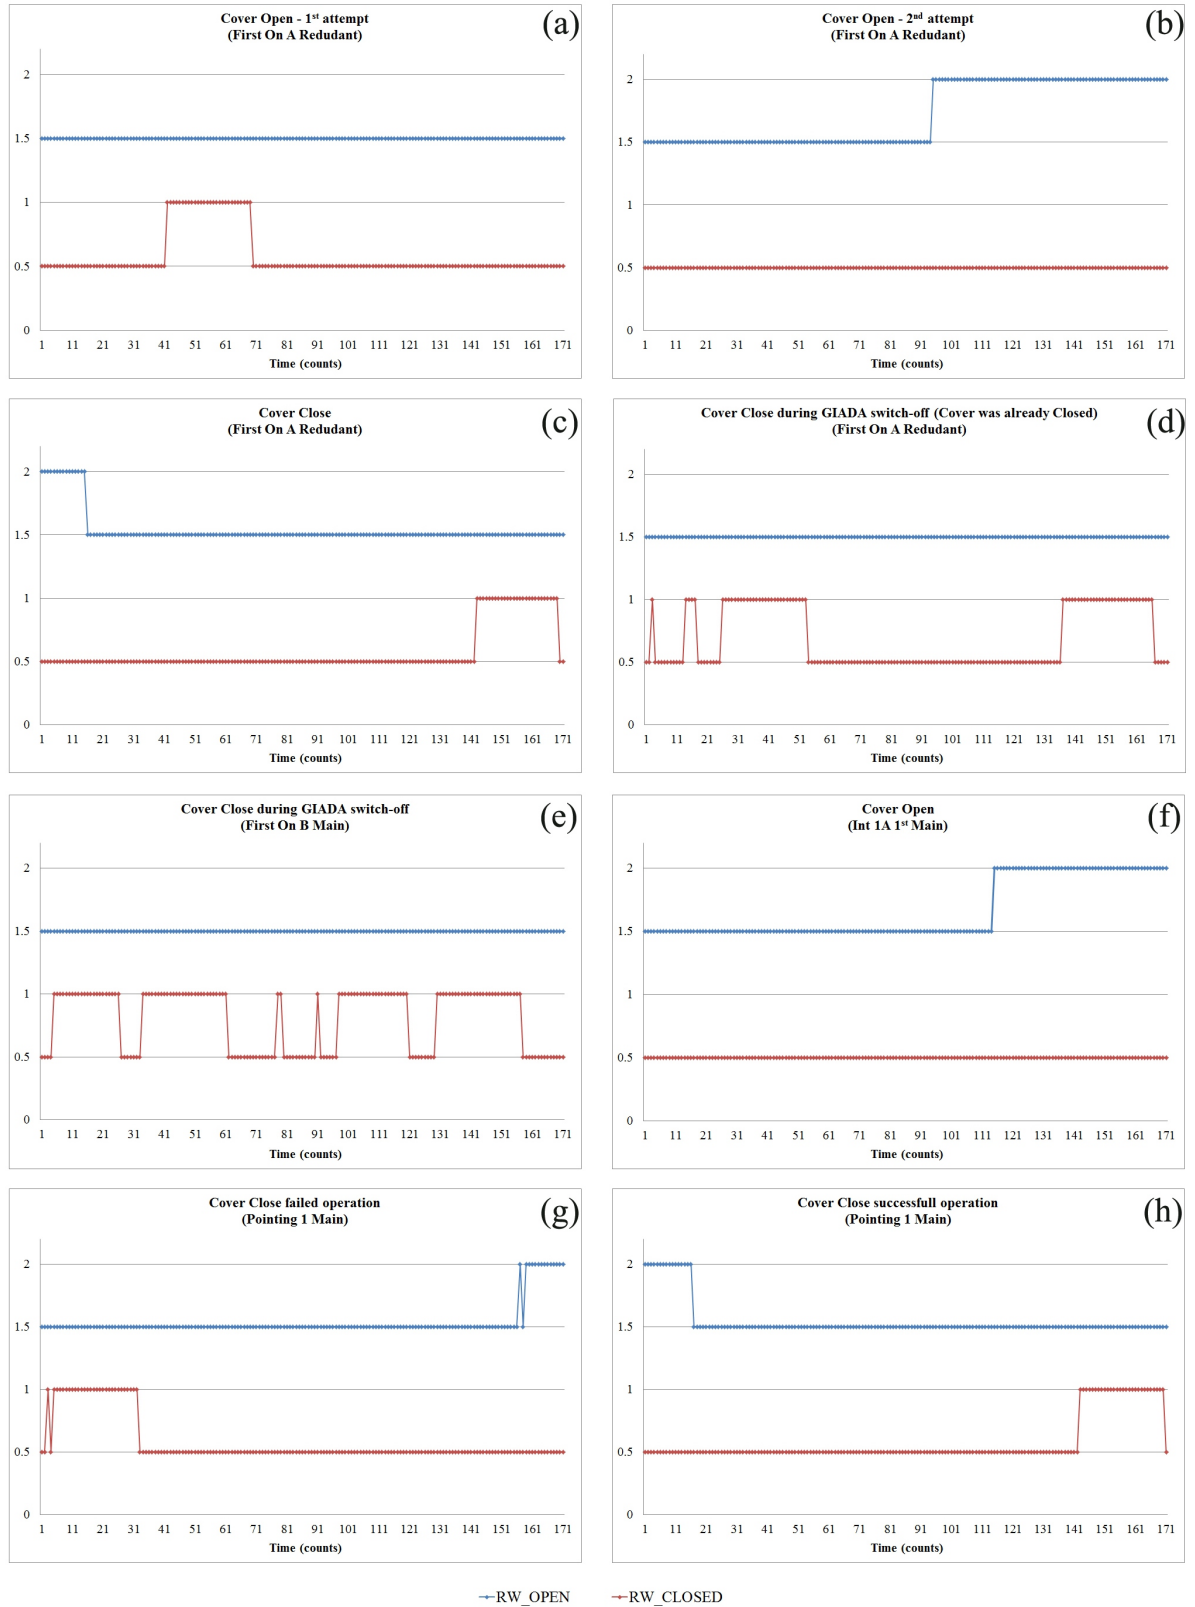 Cover Open - 1st attempt
(First On A Redudant)
(a)
2
1.5
1
0.5
0
1 11 21 31 41 51 61 71 81 91 101 111 121 131 141 151 161 171
Time (counts)
Cover Open - 2nd attempt
(First On A Redudant)
(b)
2
1.5
1
0.5
0
1 11 21 31 41 51 61 71 81 91 101 111 121 131 141 151 161 171
Time (counts)
Cover Close
(First On A Redudant)
(c)
2
1.5
1
0.5
0
1 11 21 31 41 51 61 71 81 91 101 111 121 131 141 151 161 171
Time (counts)
Cover Close during GIADA switch-off (Cover was already Closed)
(First On A Redudant)
(d)
2
1.5
1
0.5
0
1 11 21 31 41 51 61 71 81 91 101 111 121 131 141 151 161 171
Time (counts)
Cover Close during GIADA switch-off
(First On B Main)
(e)
2
1.5
1
0.5
0
1 11 21 31 41 51 61 71 81 91 101 111 121 131 141 151 161 171
Time (counts)
Cover Open
(Int 1A 1st Main)
(f)
2
1.5
1
0.5
0
1 11 21 31 41 51 61 71 81 91 101 111 121 131 141 151 161 171
Time (counts)
Cover Close failed operation
(Pointing 1 Main)
(g)
2
1.5
1
0.5
0
1 11 21 31 41 51 61 71 81 91 101 111 121 131 141 151 161 171
Time (counts)
Cover Close successfull operation
(Pointing 1 Main)
(h)
2
1.5
1
0.5
0
1 11 21 31 41 51 61 71 81 91 101 111 121 131 141 151 161 171
Time (counts)
RW_OPEN RW_CLOSED